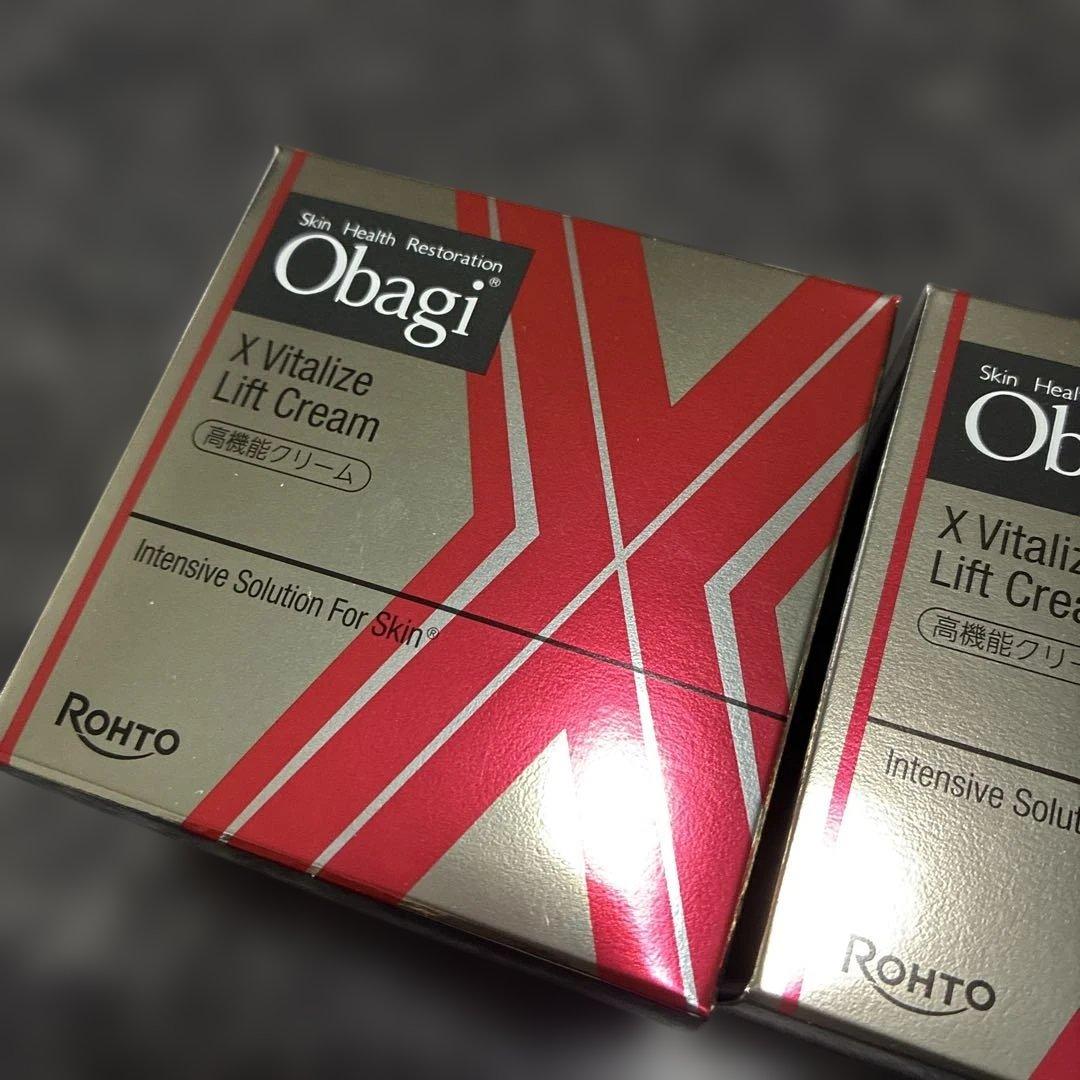 Skin Health Restoration
Obagi®
X Vitalize
Lift Cream
高機能クリーム
Intensive Solution For Skin®
ROHTO
Skin Heal
Ob
X Vitaliz
Lift Crea
高機能クリー
Intensive Solut
ROHTO